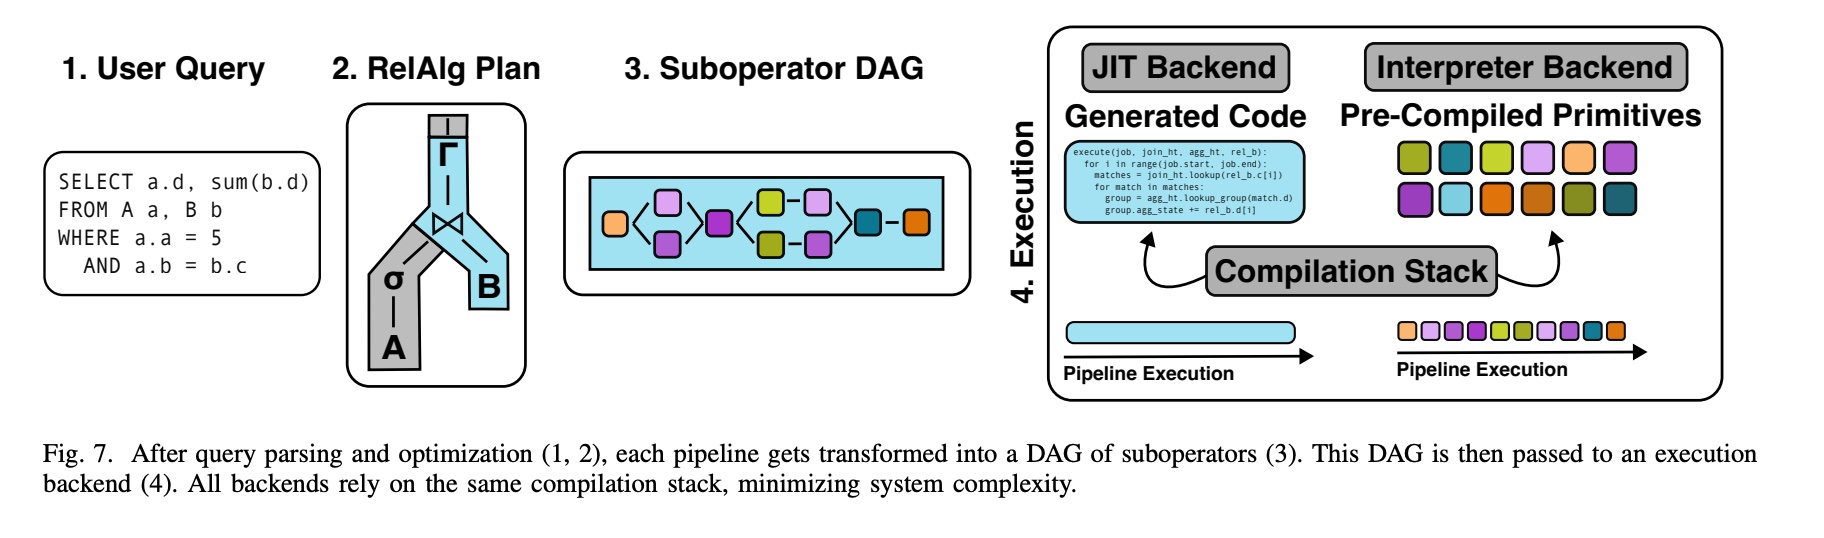 1. User Query
SELECT a.d, sum(b.d)
FROM A a, B b
WHERE a.a = 5
AND a.b = b.c
2. RelAlg Plan
Γ
⋈
σ
B
A
3. Suboperator DAG
4. Execution
JIT Backend
Generated Code
execute(job, join_ht, agg_ht, rel_b):
for i in range(job.start, job.end):
matches = join_ht.lookup(rel_b.c[i])
for match in matches:
group = agg_ht.lookup_group(match.d)
group.agg_state += rel_b.d[i]
Interpreter Backend
Pre-Compiled Primitives
Compilation Stack
Pipeline Execution
Pipeline Execution
Fig. 7. After query parsing and optimization (1, 2), each pipeline gets transformed into a DAG of suboperators (3). This DAG is then passed to an execution
backend (4). All backends rely on the same compilation stack, minimizing system complexity.